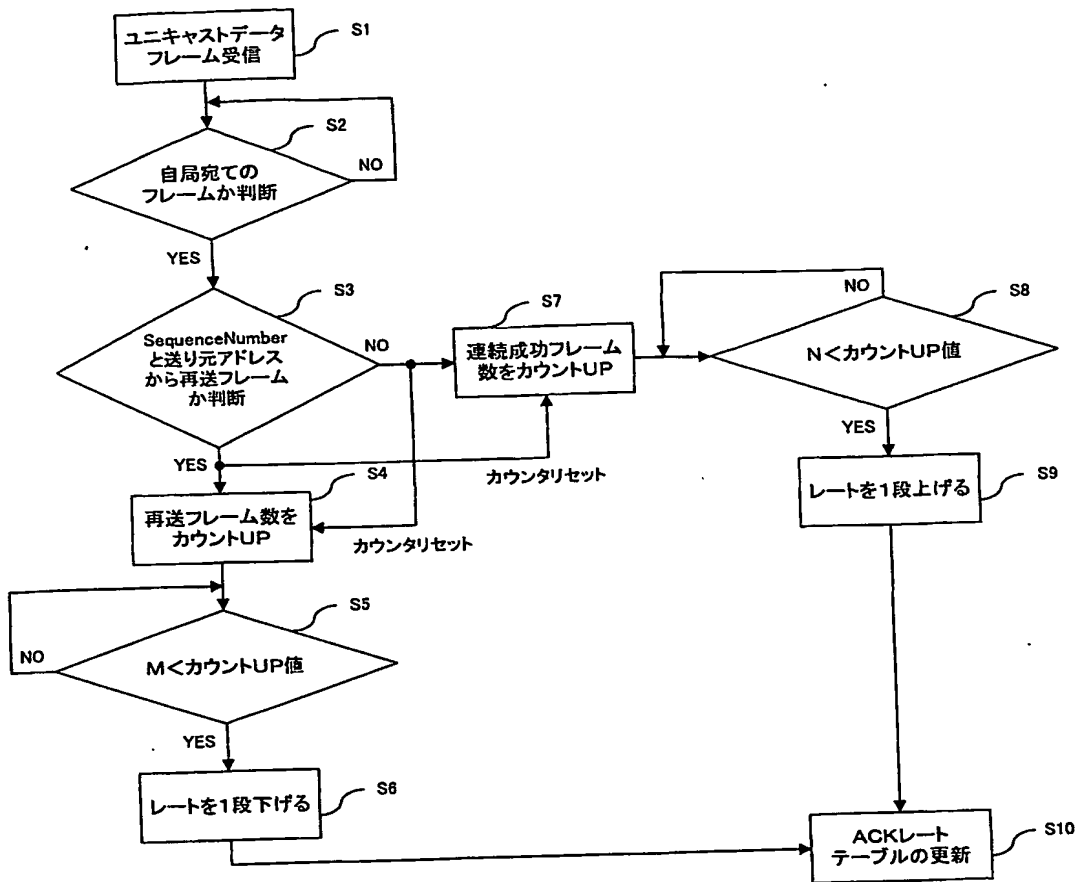 ユニキャストデータ
フレーム受信
S1
S2
自局宛ての
フレームか判断
NO
YES
S3
SequenceNumber
と送り元アドレス
から再送フレーム
か判断
NO
YES
S7
連続成功フレーム
数をカウントUP
カウンタリセット
NO
S8
N<カウントUP値
YES
レートを1段上げる
S9
S4
再送フレーム数を
カウントUP
カウンタリセット
S5
M<カウントUP値
NO
YES
レートを1段下げる
S6
ACKレート
テーブルの更新
S10